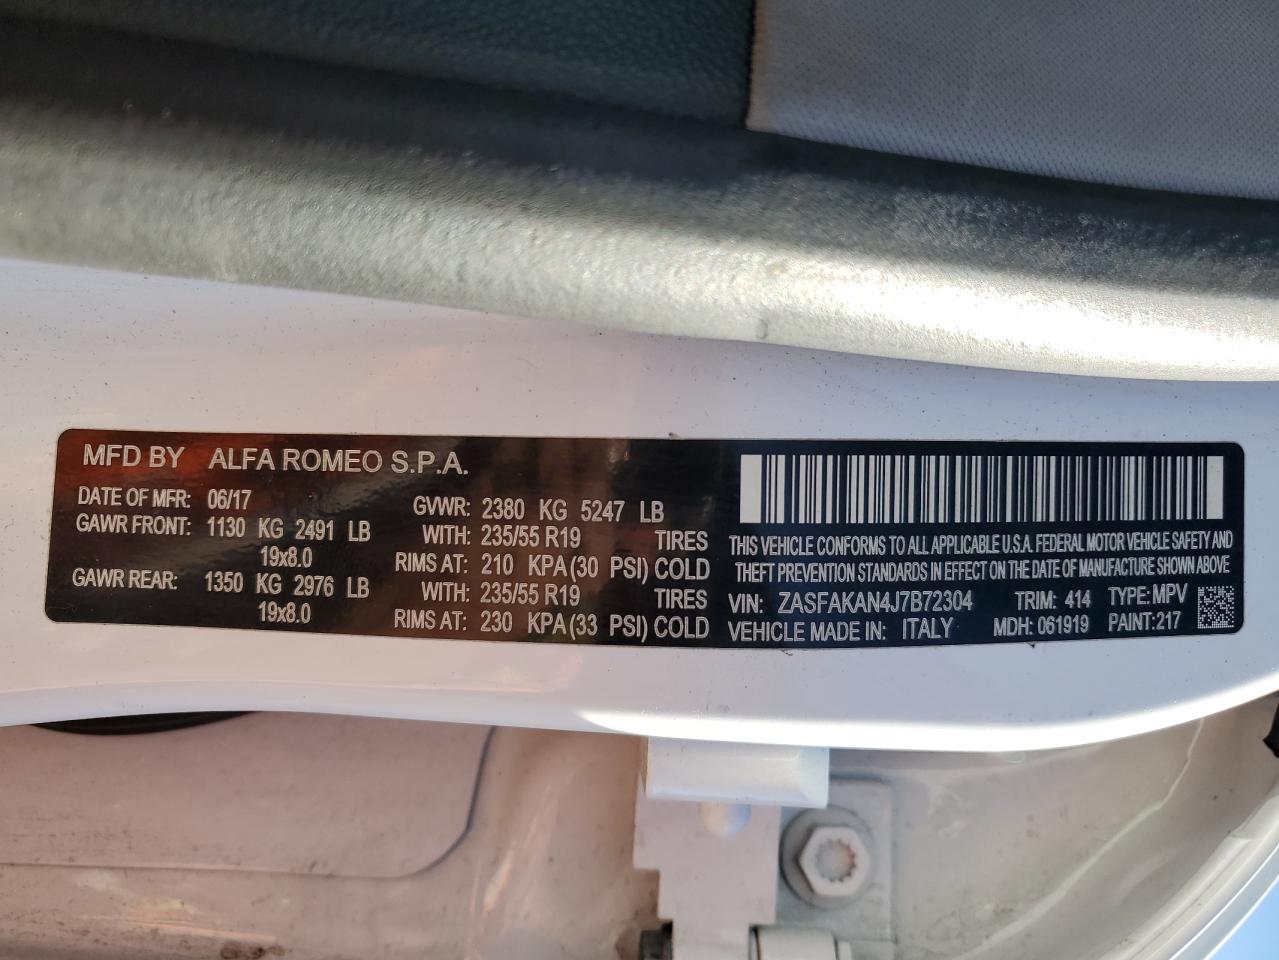 MFD BY ALFA ROMEO S.P.A.
DATE OF MFR: 06/17 GVWR: 2380 KG 5247 LB
GAWR FRONT: 1130 KG 2491 LB WITH: 235/55 R19 TIRES
19x8.0 RIMS AT: 210 KPA (30 PSI) COLD
GAWR REAR: 1350 KG 2976 LB WITH: 235/55 R19 TIRES
19x8.0 RIMS AT: 230 KPA (33 PSI) COLD
THIS VEHICLE CONFORMS TO ALL APPLICABLE U.S.A. FEDERAL MOTOR VEHICLE SAFETY AND
THEFT PREVENTION STANDARDS IN EFFECT ON THE DATE OF MANUFACTURE SHOWN ABOVE
VIN: ZASFAKAN4J7B72304 TRIM: 414 TYPE: MPV
VEHICLE MADE IN: ITALY MDH: 061919 PAINT:217